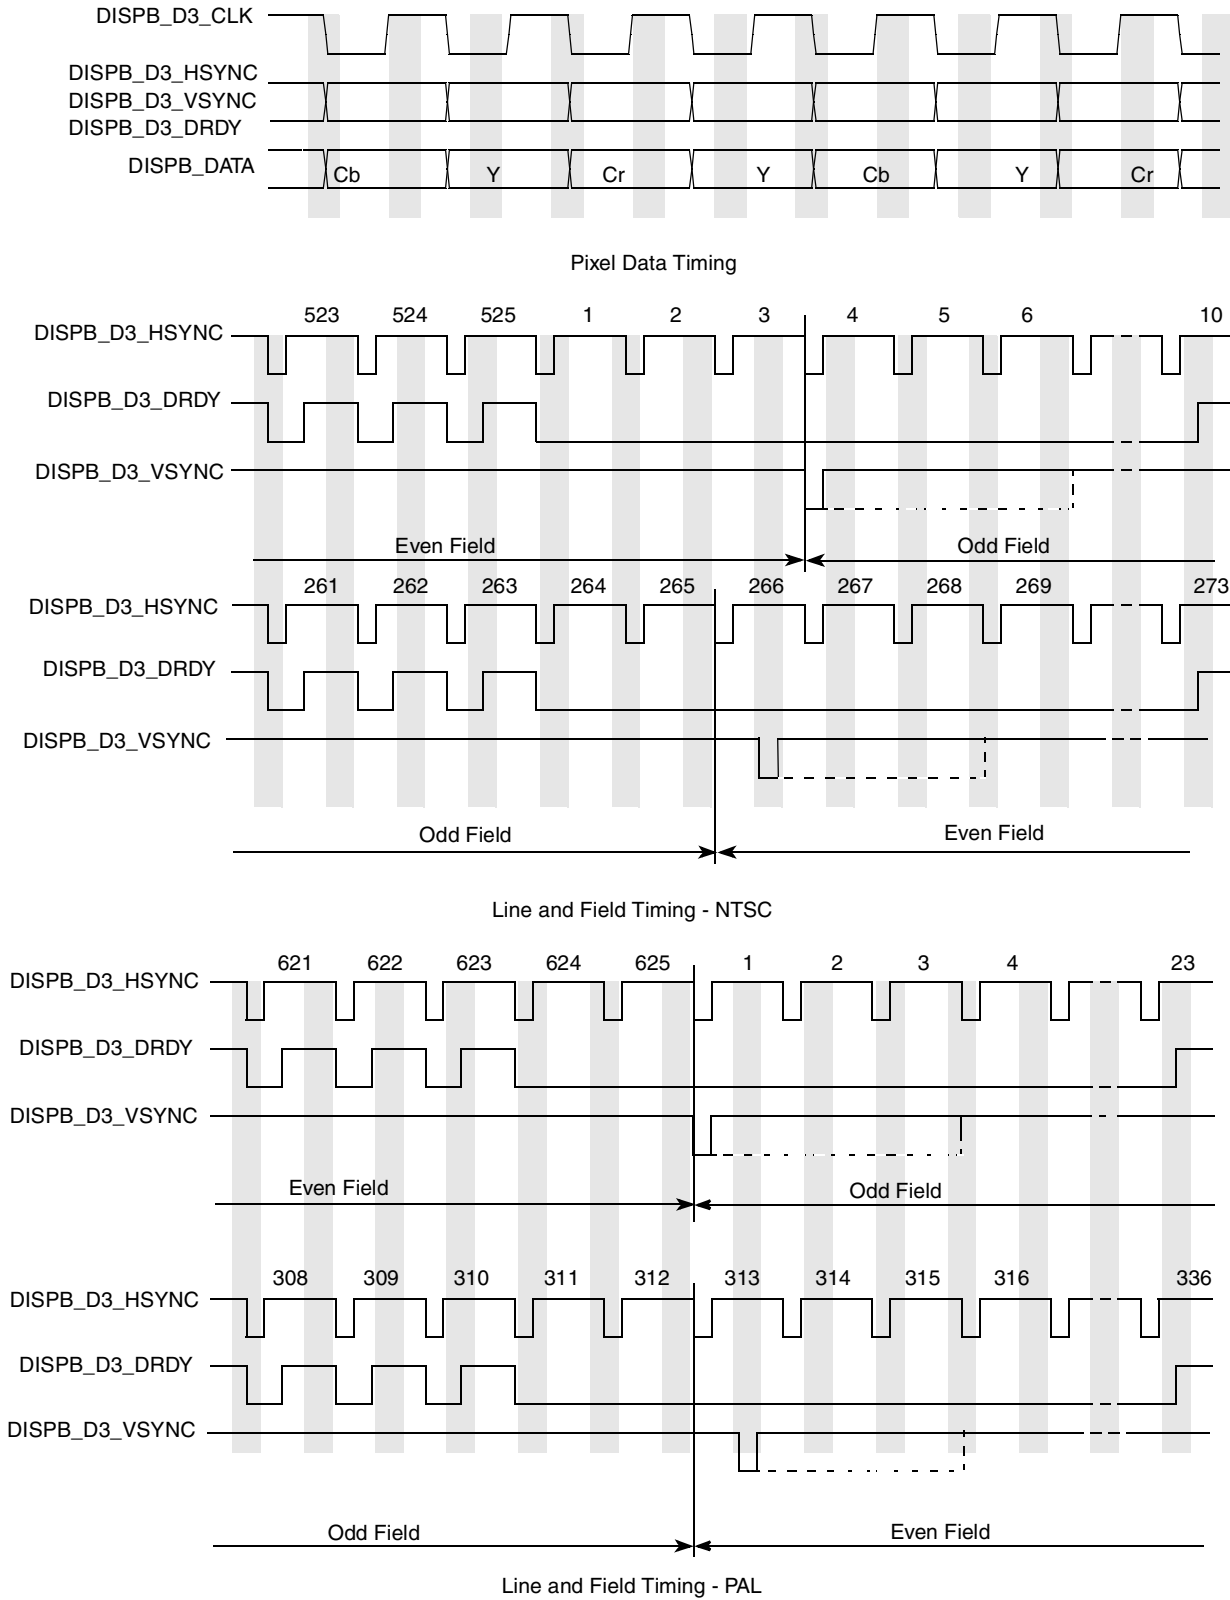 DISPB_D3_CLK
DISPB_D3_HSYNC
DISPB_D3_VSYNC
DISPB_D3_DRDY
DISPB_DATA
Cb Y Cr Y Cb Y Cr
Pixel Data Timing
523 524 525 1 2 3 4 5 6 10
DISPB_D3_HSYNC
DISPB_D3_DRDY
DISPB_D3_VSYNC
Even Field Odd Field
261 262 263 264 265 266 267 268 269 273
DISPB_D3_HSYNC
DISPB_D3_DRDY
DISPB_D3_VSYNC
Odd Field Even Field
Line and Field Timing - NTSC
621 622 623 624 625 1 2 3 4 23
DISPB_D3_HSYNC
DISPB_D3_DRDY
DISPB_D3_VSYNC
Even Field Odd Field
308 309 310 311 312 313 314 315 316 336
DISPB_D3_HSYNC
DISPB_D3_DRDY
DISPB_D3_VSYNC
Odd Field Even Field
Line and Field Timing - PAL